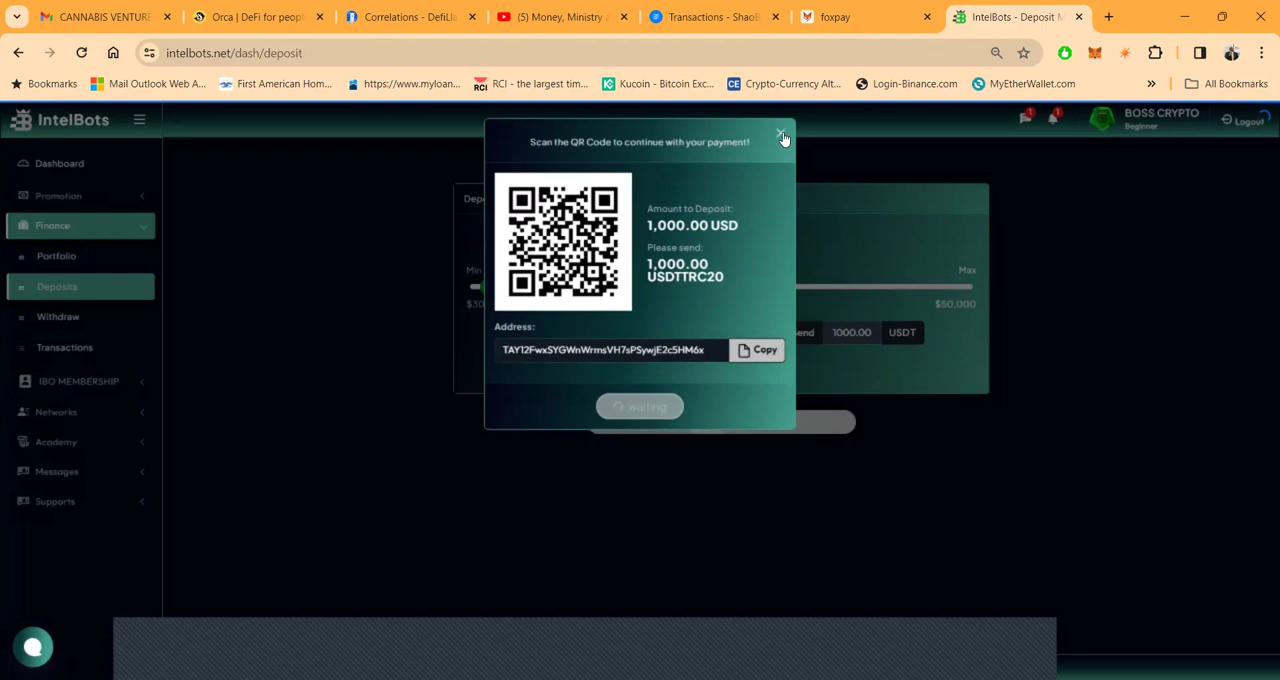 CANNABIS VENTURE
Orca | DeFi for peopl
Correlations - DefiLla
(5) Money, Ministry a
Transactions - ShaoB
foxpay
IntelBots - Deposit M
intelbots.net/dash/deposit
Bookmarks
Mail Outlook Web A...
First American Hom...
https://www.myloan...
RCI - the largest tim...
Kucoin - Bitcoin Exc...
Crypto-Currency Alt...
Login-Binance.com
MyEtherWallet.com
All Bookmarks
IntelBots
BOSS CRYPTO
Beginner
Logout
Dashboard
Promotion
Finance
Portfolio
Deposits
Withdraw
Transactions
IBO MEMBERSHIP
Networks
Academy
Messages
Supports
Scan the QR Code to continue with your payment!
Amount to Deposit:
1,000.00 USD
Please send:
1,000.00
USDTTRC20
Address:
TAY12FwxSYGWnWrmsVH7sPSywjE2c5HM6x
Copy
waiting
Depo
Min
Max
$30
$50,000
end
1000.00
USDT